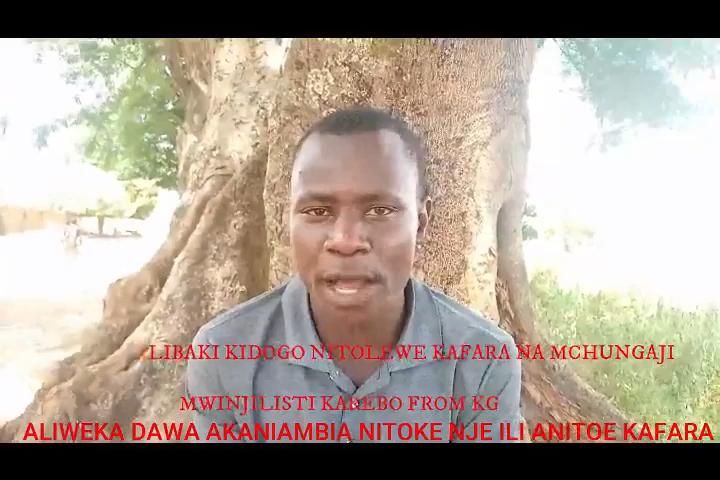 LIBAKI KIDOGO NITOLEWE KAFARA NA MCHUNGAJI
MWINJILISTI KAREBO FROM KG
ALIWEKA DAWA AKANIAMBIA NITOKE NJE ILI ANITOE KAFARA